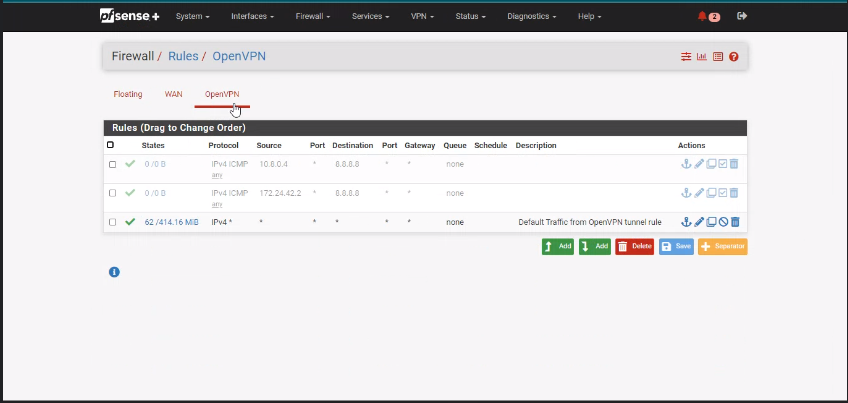 pfsense+ System Interfaces Firewall Services VPN Status Diagnostics Help 2
Firewall / Rules / OpenVPN
Floating WAN OpenVPN
Rules (Drag to Change Order)
States Protocol Source Port Destination Port Gateway Queue Schedule Description Actions
0 /0 B IPv4 ICMP 10.8.0.4 * 8.8.8.8 * * none
any
0 /0 B IPv4 ICMP 172.24.42.2 * 8.8.8.8 * * none
any
62 /414.16 MiB IPv4 * * * * * * none Default Traffic from OpenVPN tunnel rule
Add Add Delete Save Separator